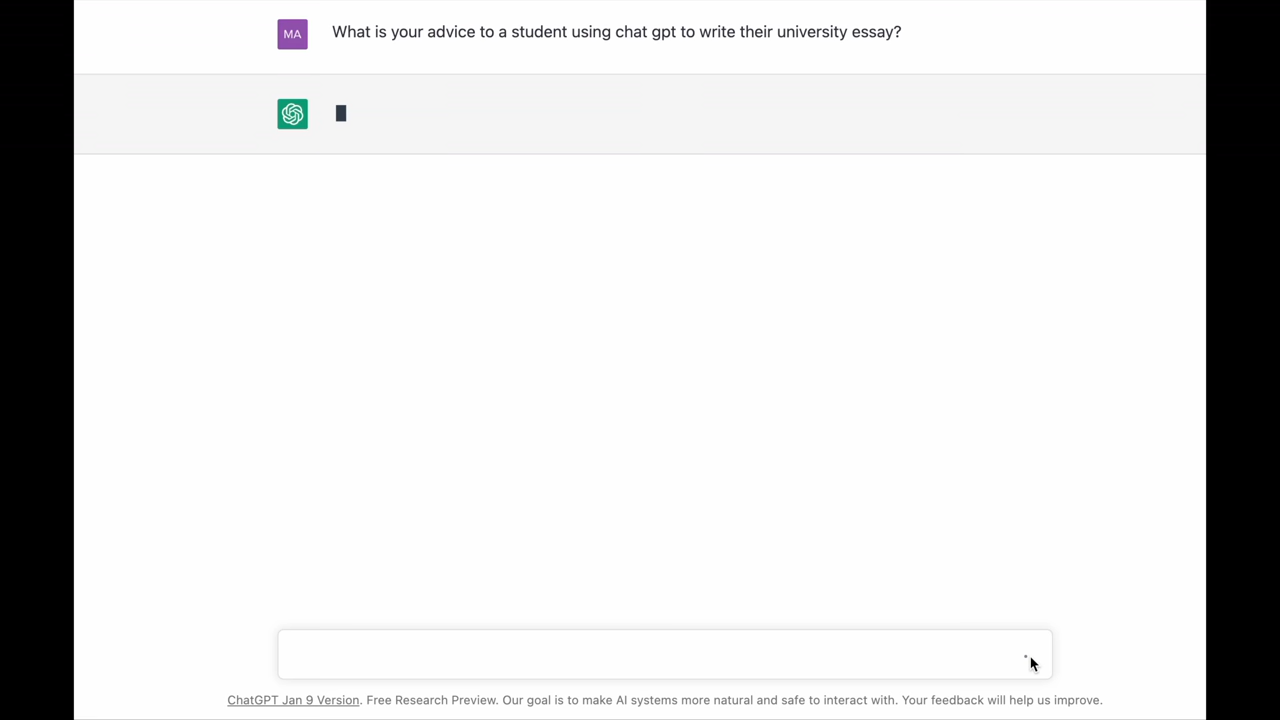 MA
What is your advice to a student using chat gpt to write their university essay?
ChatGPT Jan 9 Version. Free Research Preview. Our goal is to make AI systems more natural and safe to interact with. Your feedback will help us improve.